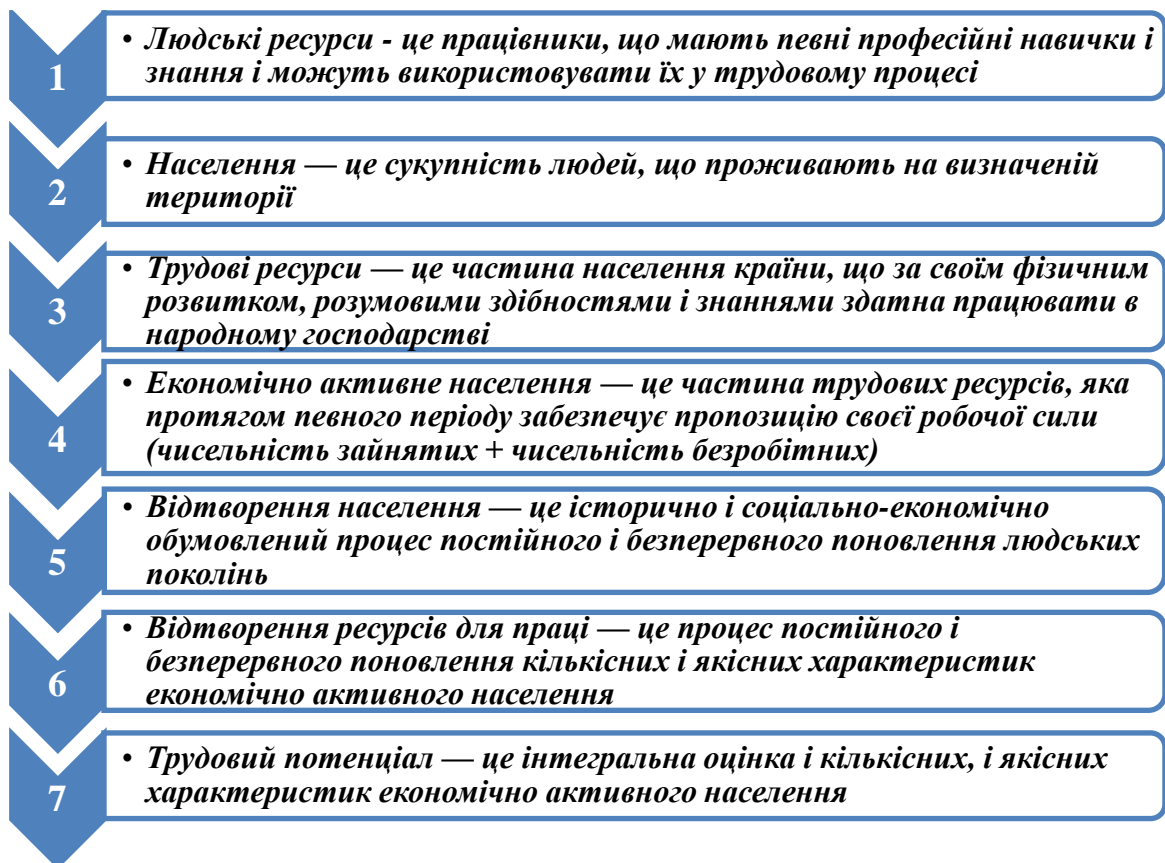 1
• Людські ресурси - це працівники, що мають певні професійні навички і
знання і можуть використовувати їх у трудовому процесі
2
• Населення — це сукупність людей, що проживають на визначеній
території
3
• Трудові ресурси — це частина населення країни, що за своїм фізичним
розвитком, розумовими здібностями і знаннями здатна працювати в
народному господарстві
4
• Економічно активне населення — це частина трудових ресурсів, яка
протягом певного періоду забезпечує пропозицію своєї робочої сили
(чисельність зайнятих + чисельність безробітних)
5
• Відтворення населення — це історично і соціально-економічно
обумовлений процес постійного і безперервного поновлення людських
поколінь
6
• Відтворення ресурсів для праці — це процес постійного і
безперервного поновлення кількісних і якісних характеристик
економічно активного населення
7
• Трудовий потенціал — це інтегральна оцінка і кількісних, і якісних
характеристик економічно активного населення